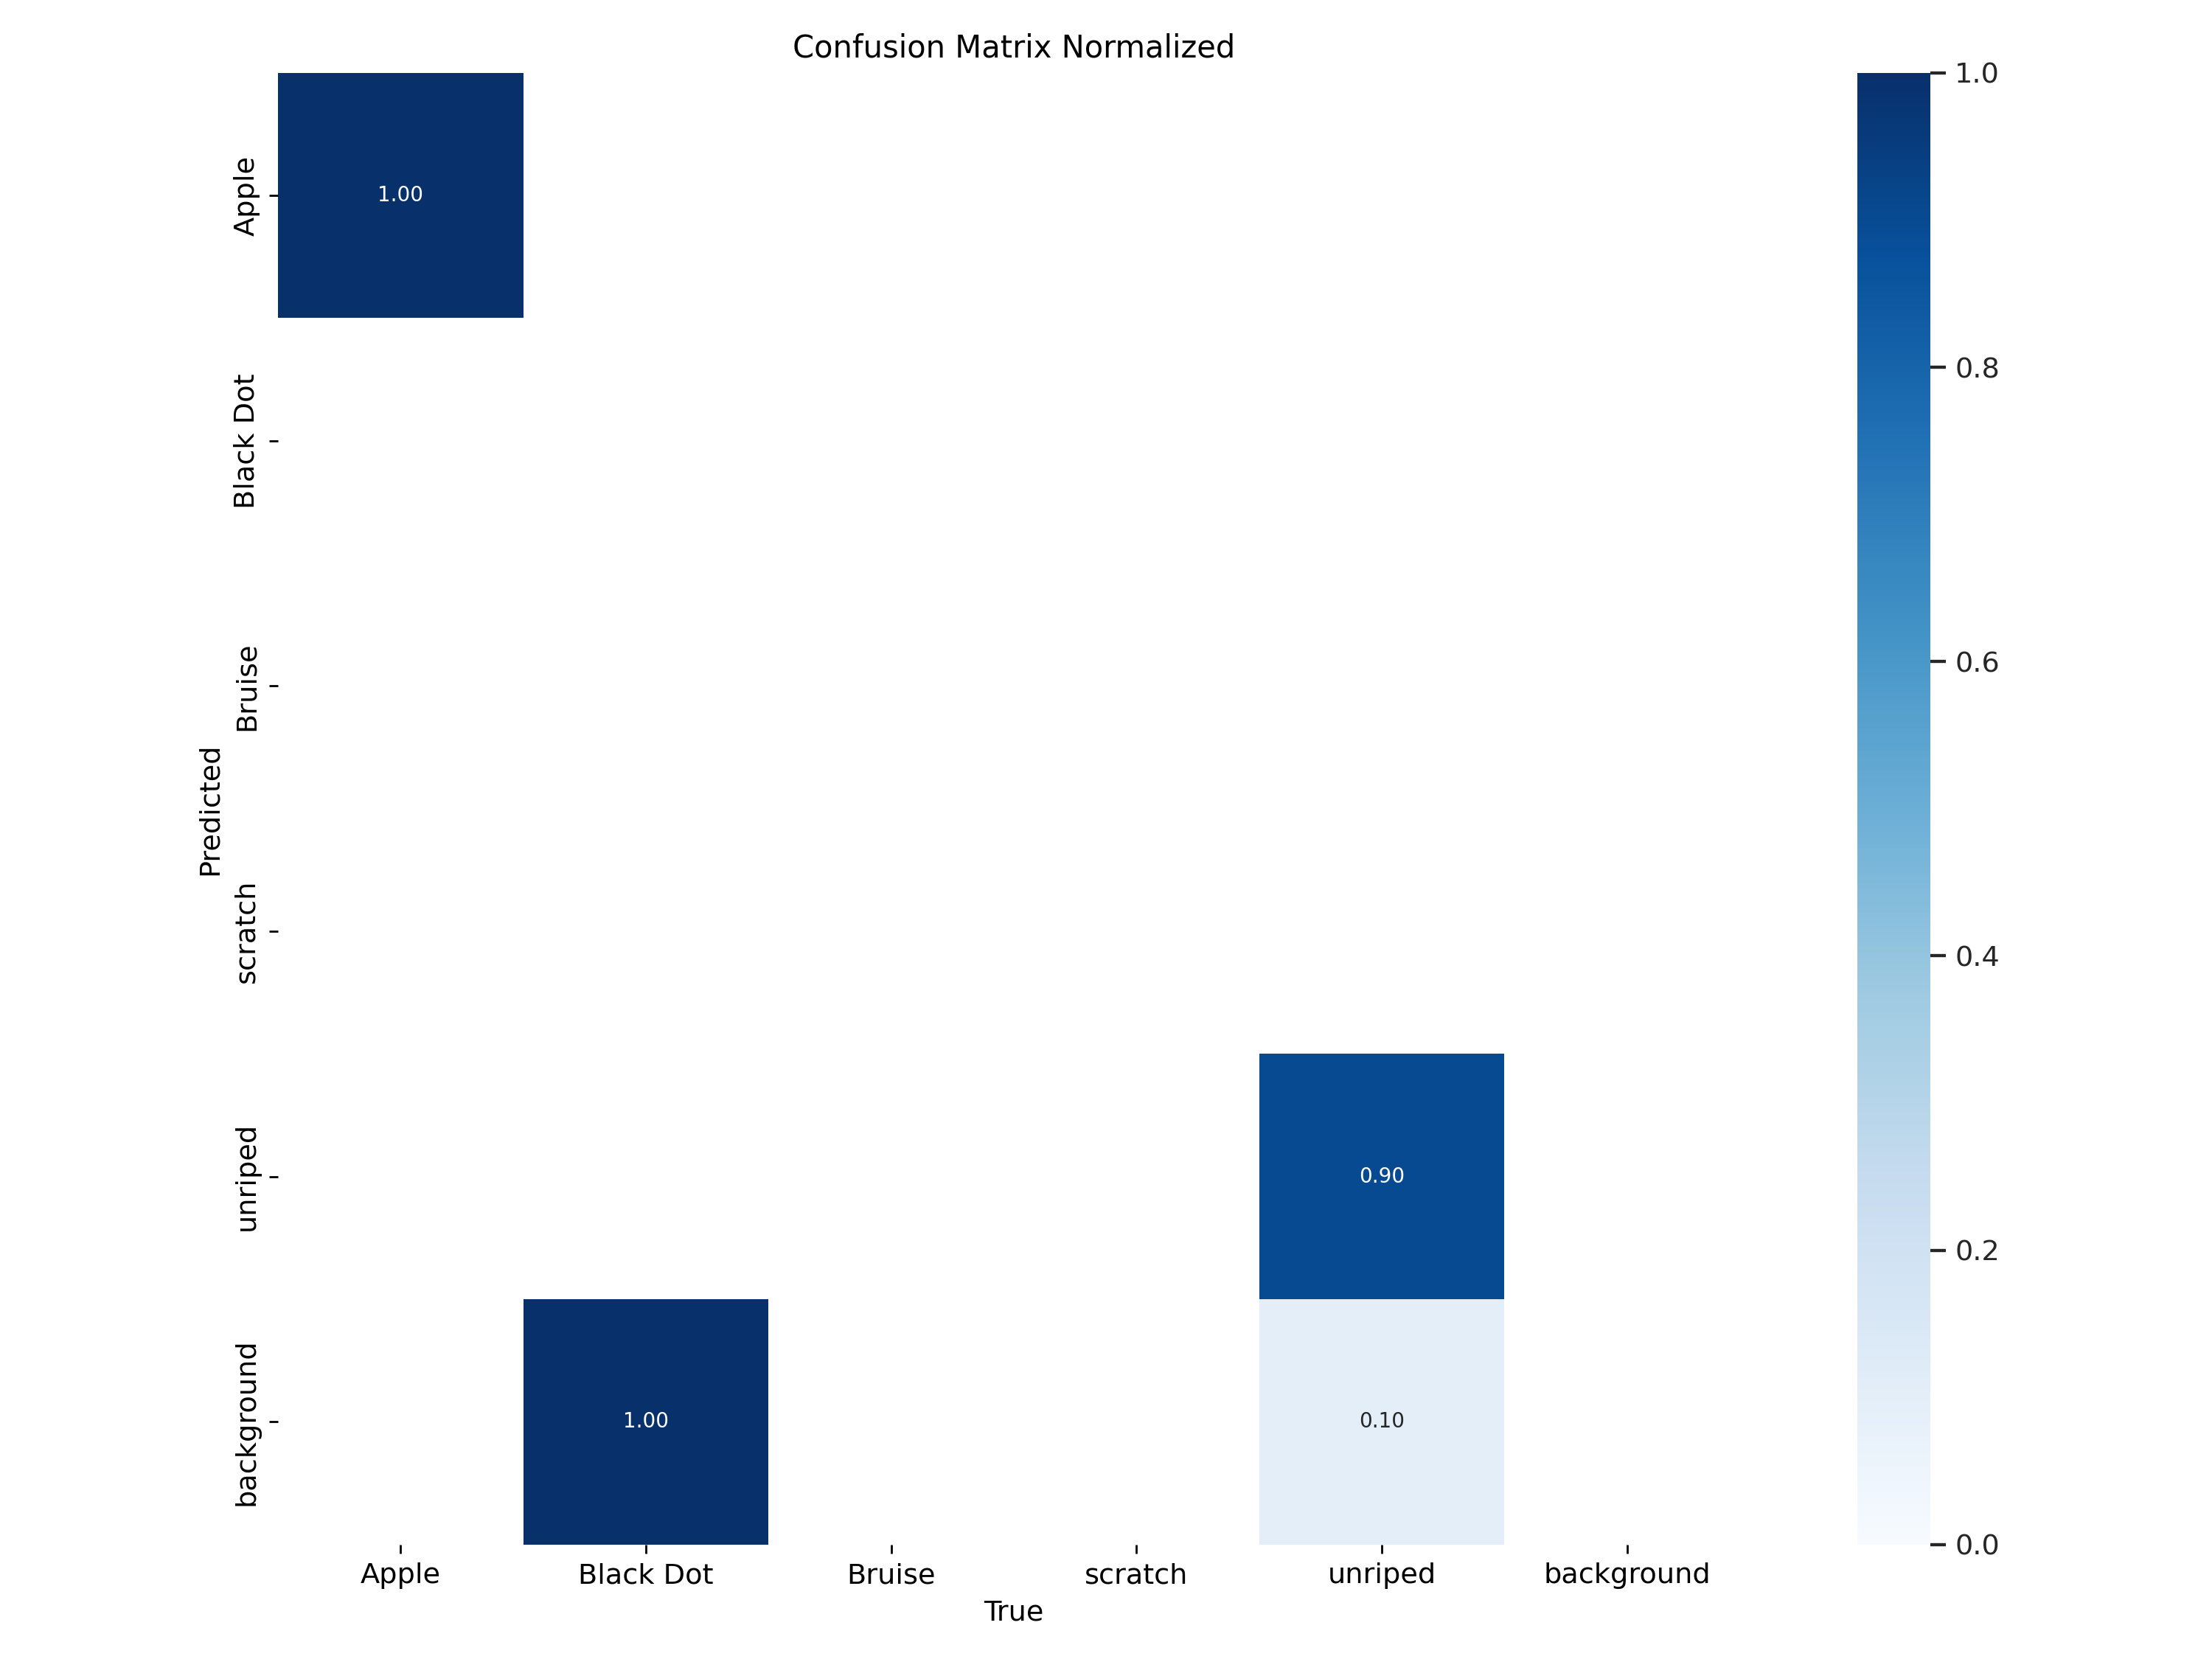 Confusion Matrix Normalized
Predicted
Apple
1.00
Black Dot
Bruise
scratch
unriped
0.90
background
1.00
0.10
Apple
Black Dot
Bruise
scratch
unriped
background
True
1.0
0.8
0.6
0.4
0.2
0.0